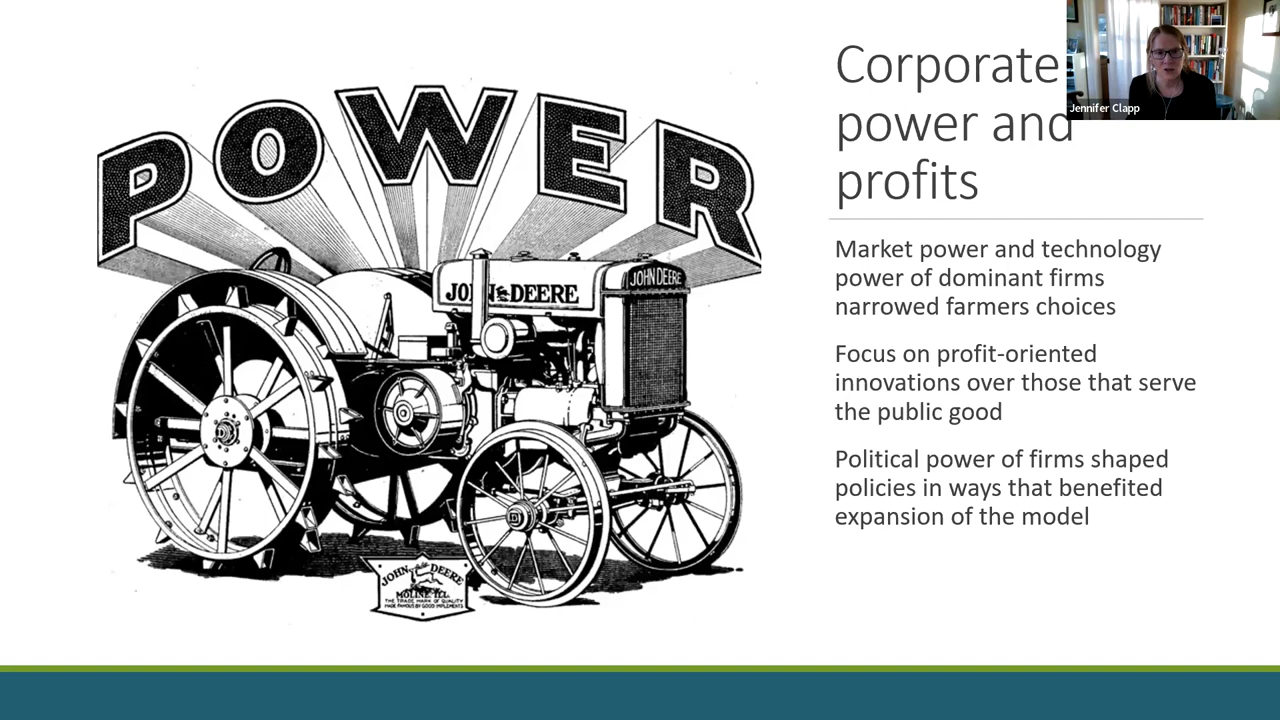 POWER
JOHN DEERE
JOHN DEERE
JOHN DEERE
MOLINE, ILL.
THE TRADE MARK OF QUALITY
MADE FAMOUS BY GOOD IMPLEMENTS
Corporate
power and
profits
Jennifer Clapp
Market power and technology
power of dominant firms
narrowed farmers choices
Focus on profit-oriented
innovations over those that serve
the public good
Political power of firms shaped
policies in ways that benefited
expansion of the model